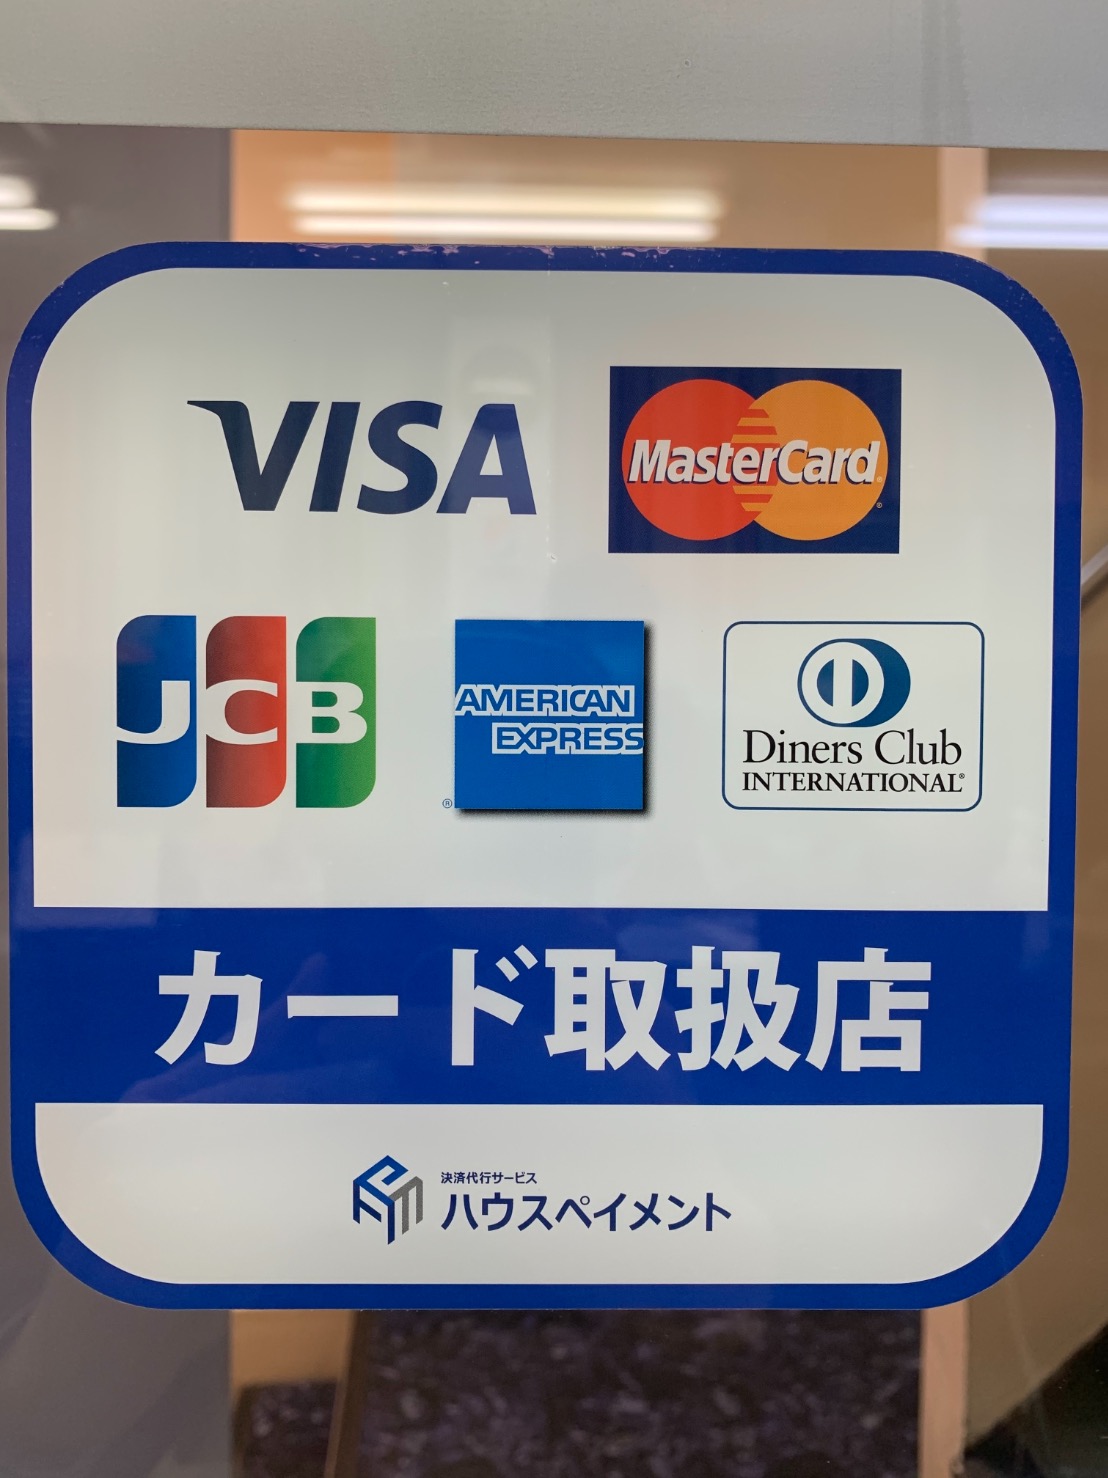 VISA
MasterCard
JCB
AMERICAN
EXPRESS
®
Diners Club
INTERNATIONAL®
カード取扱店
決済代行サービス
ハウスペイメント